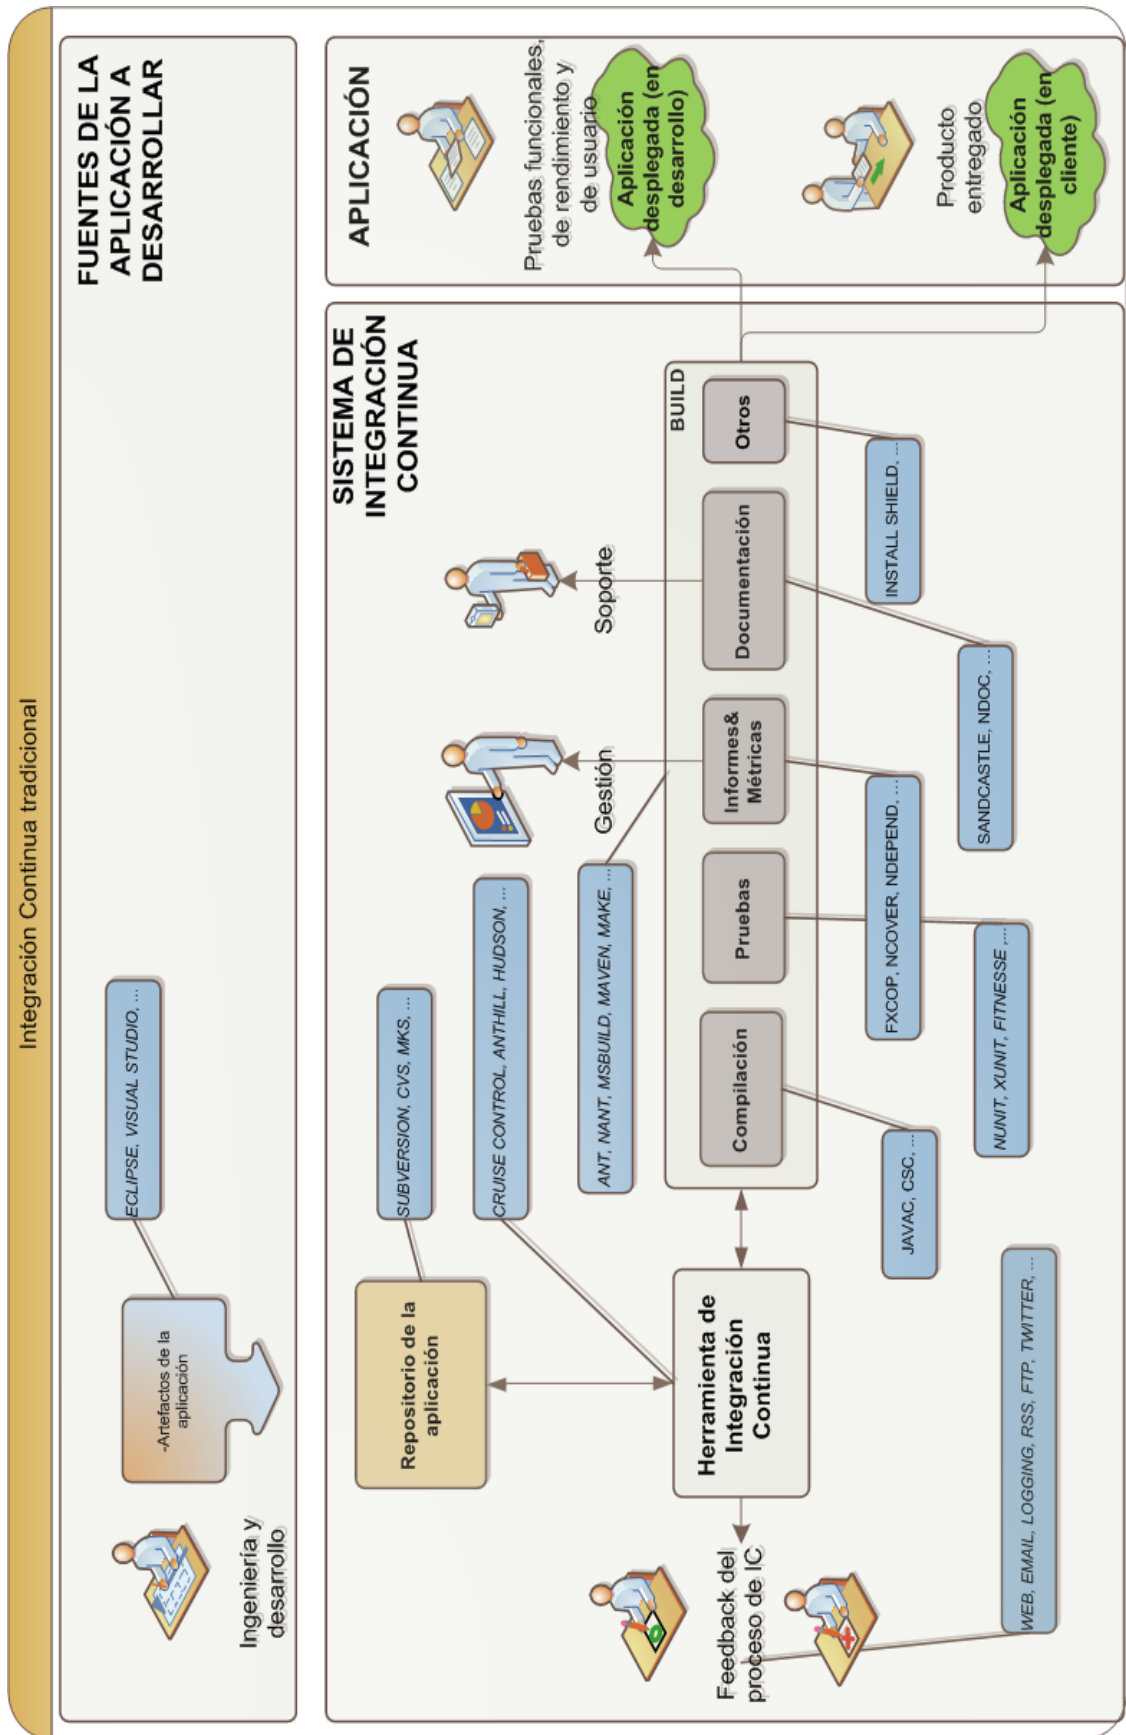 Integración Continua tradicional
FUENTES DE LA
APLICACIÓN A
DESARROLLAR
ECLIPSE, VISUAL STUDIO, ...
-Artefactos de la
aplicación
Ingeniería y
desarrollo
SISTEMA DE
INTEGRACIÓN
CONTINUA
SUBVERSION, CVS, MKS, ...
Repositorio de la
aplicación
CRUISE CONTROL, ANTHILL, HUDSON, ...
ANT, NANT, MSBUILD, MAVEN, MAKE, ...
Gestión
Soporte
Herramienta de
Integración
Continua
Feedback del
proceso de IC
BUILD
Compilación
Pruebas
Informes&
Métricas
Documentación
Otros
JAVAC, CSC, ...
FXCOP, NCOVER, NDEPEND, ...
INSTALL SHIELD, ...
NUNIT, XUNIT, FITNESSE ,...
SANDCASTLE, NDOC, ...
WEB, EMAIL, LOGGING, RSS, FTP, TWITTER, ...
APLICACIÓN
Pruebas funcionales,
de rendimiento y
de usuario
Aplicación
desplegada (en
desarrollo)
Producto
entregado
Aplicación
desplegada (en
cliente)